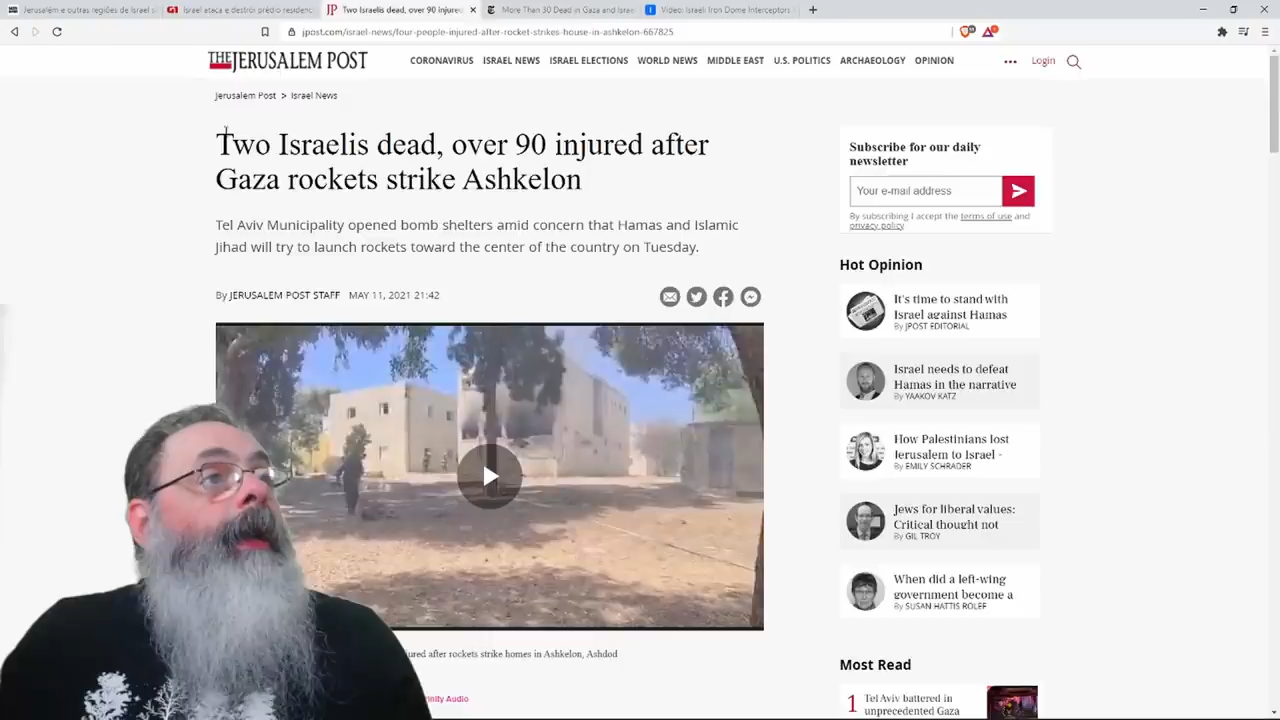 Jerusalém e outras regiões de Israel s
Israel ataca e destrói prédio residenc
Two Israelis dead, over 90 injured
More Than 30 Dead in Gaza and Israe
Video: Israeli Iron Dome Interceptors
jpost.com/israel-news/four-people-injured-after-rocket-strikes-house-in-ashkelon-667825
THE JERUSALEM POST
CORONAVIRUS ISRAEL NEWS ISRAEL ELECTIONS WORLD NEWS MIDDLE EAST U.S. POLITICS ARCHAEOLOGY OPINION
Login
Jerusalem Post > Israel News
Two Israelis dead, over 90 injured after
Gaza rockets strike Ashkelon
Tel Aviv Municipality opened bomb shelters amid concern that Hamas and Islamic
Jihad will try to launch rockets toward the center of the country on Tuesday.
By JERUSALEM POST STAFF MAY 11, 2021 21:42
ured after rockets strike homes in Ashkelon, Ashdod
inity Audio
Subscribe for our daily
newsletter
Your e-mail address
By subscribing I accept the terms of use and
privacy policy
Hot Opinion
It's time to stand with
Israel against Hamas
By JPOST EDITORIAL
Israel needs to defeat
Hamas in the narrative
By YAAKOV KATZ
How Palestinians lost
Jerusalem to Israel -
By EMILY SCHRADER
Jews for liberal values:
Critical thought not
By GIL TROY
When did a left-wing
government become a
By SUSAN HATTIS ROLEF
Most Read
1 Tel Aviv battered in
unprecedented Gaza